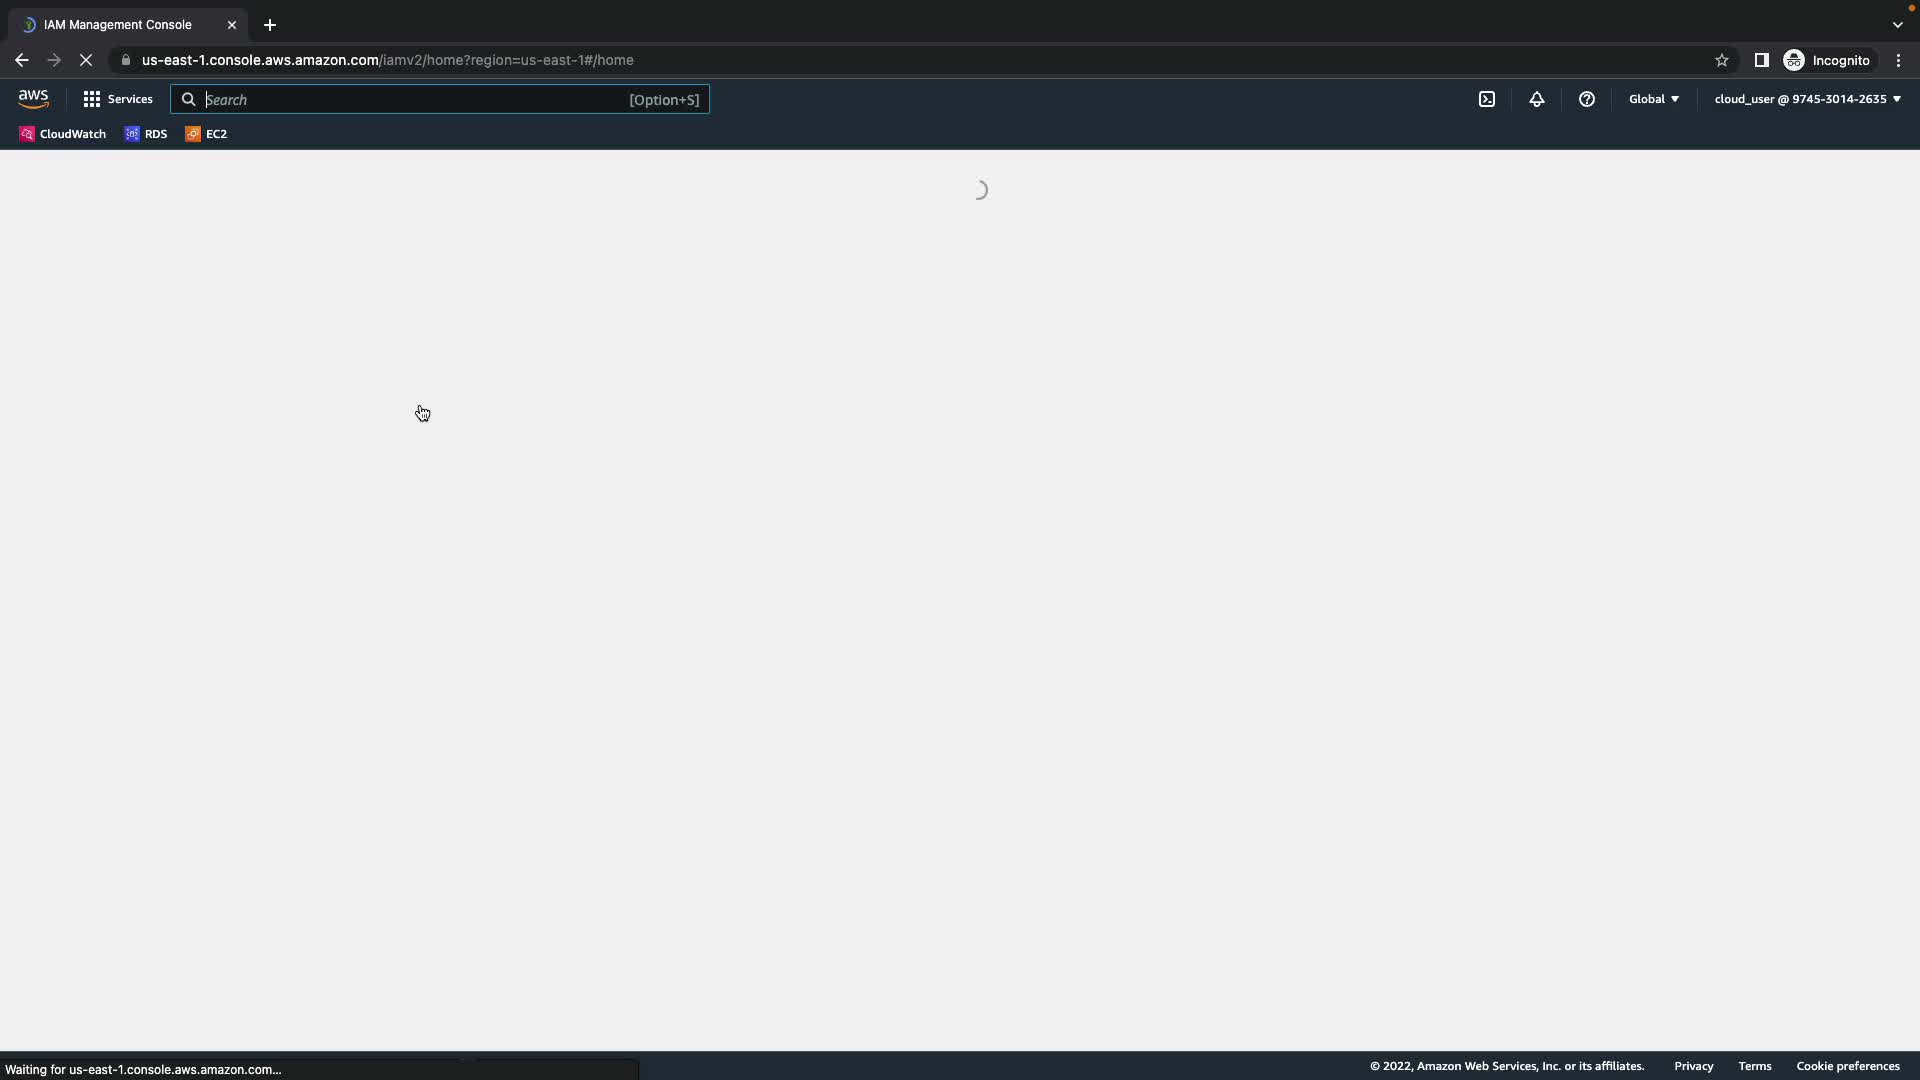 IAM Management Console
us-east-1.console.aws.amazon.com/iamv2/home?region=us-east-1#/home
Incognito
aws
Services
Search
[Option+S]
Global
cloud_user @ 9745-3014-2635
CloudWatch
RDS
EC2
Waiting for us-east-1.console.aws.amazon.com...
© 2022, Amazon Web Services, Inc. or its affiliates.
Privacy
Terms
Cookie preferences